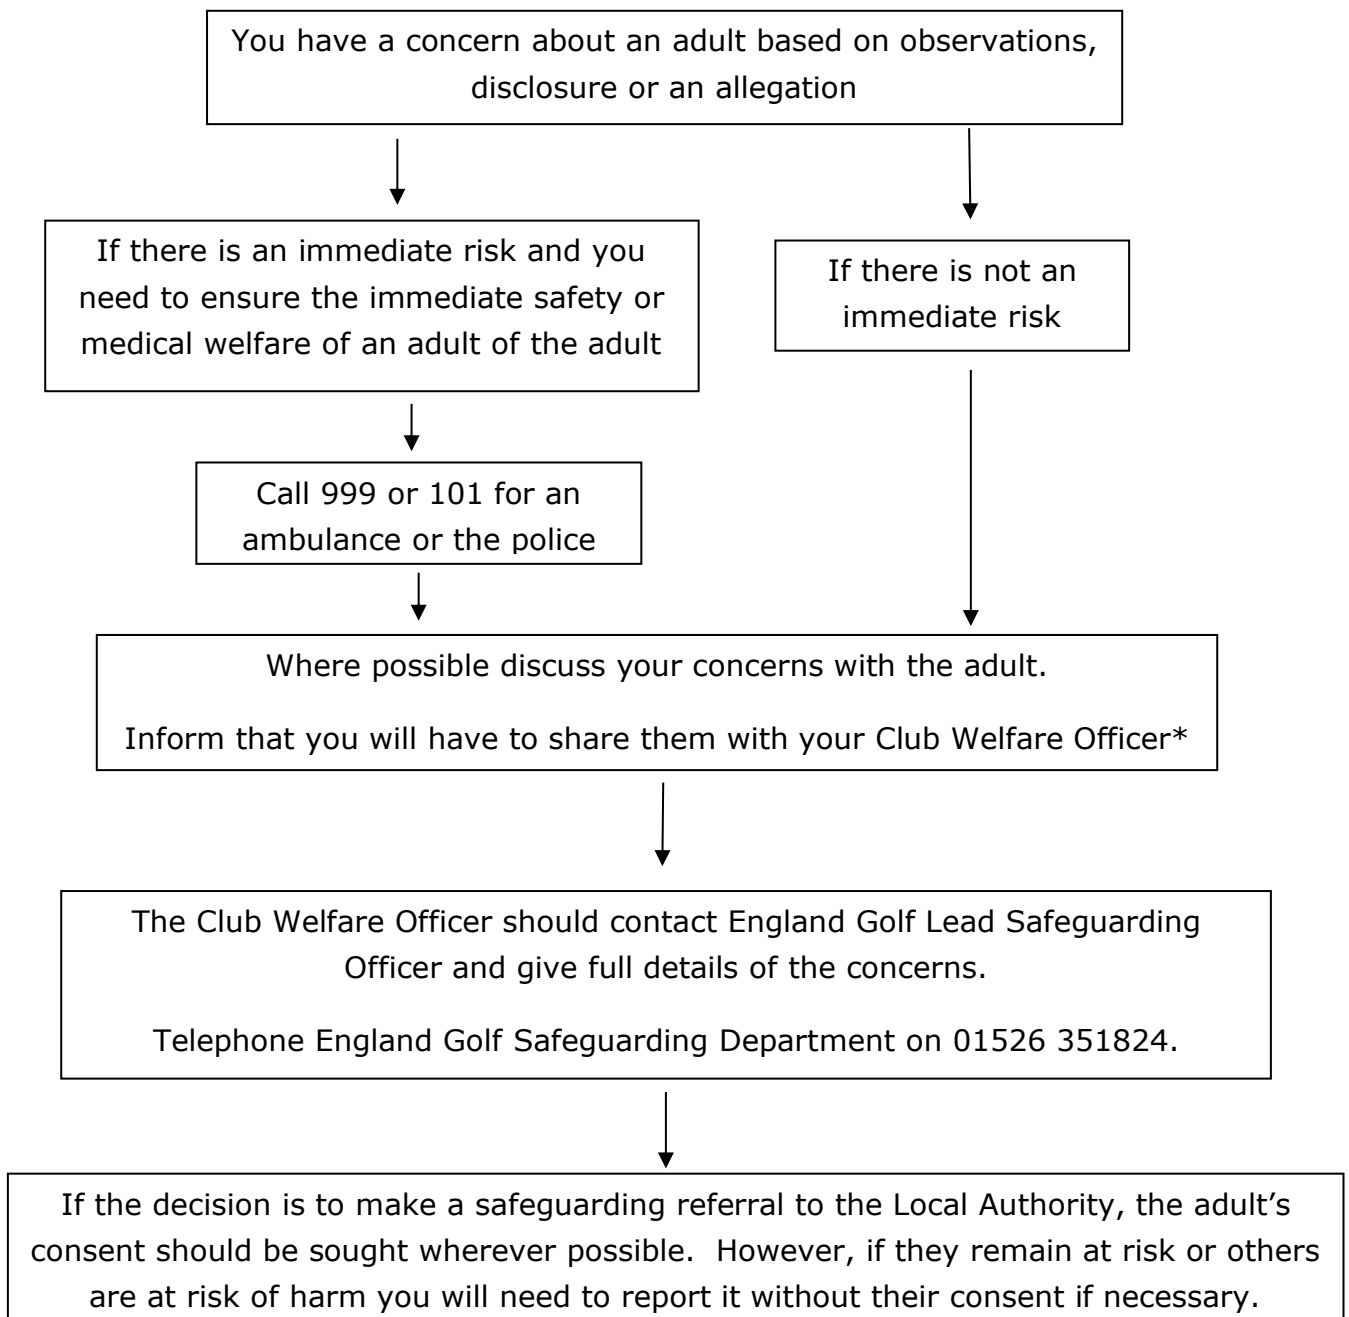 You have a concern about an adult based on observations,
disclosure or an allegation
If there is an immediate risk and you
need to ensure the immediate safety or
medical welfare of an adult of the adult
If there is not an
immediate risk
Call 999 or 101 for an
ambulance or the police
Where possible discuss your concerns with the adult.
Inform that you will have to share them with your Club Welfare Officer*
The Club Welfare Officer should contact England Golf Lead Safeguarding
Officer and give full details of the concerns.
Telephone England Golf Safeguarding Department on 01526 351824.
If the decision is to make a safeguarding referral to the Local Authority, the adult’s
consent should be sought wherever possible.  However, if they remain at risk or others
are at risk of harm you will need to report it without their consent if necessary.